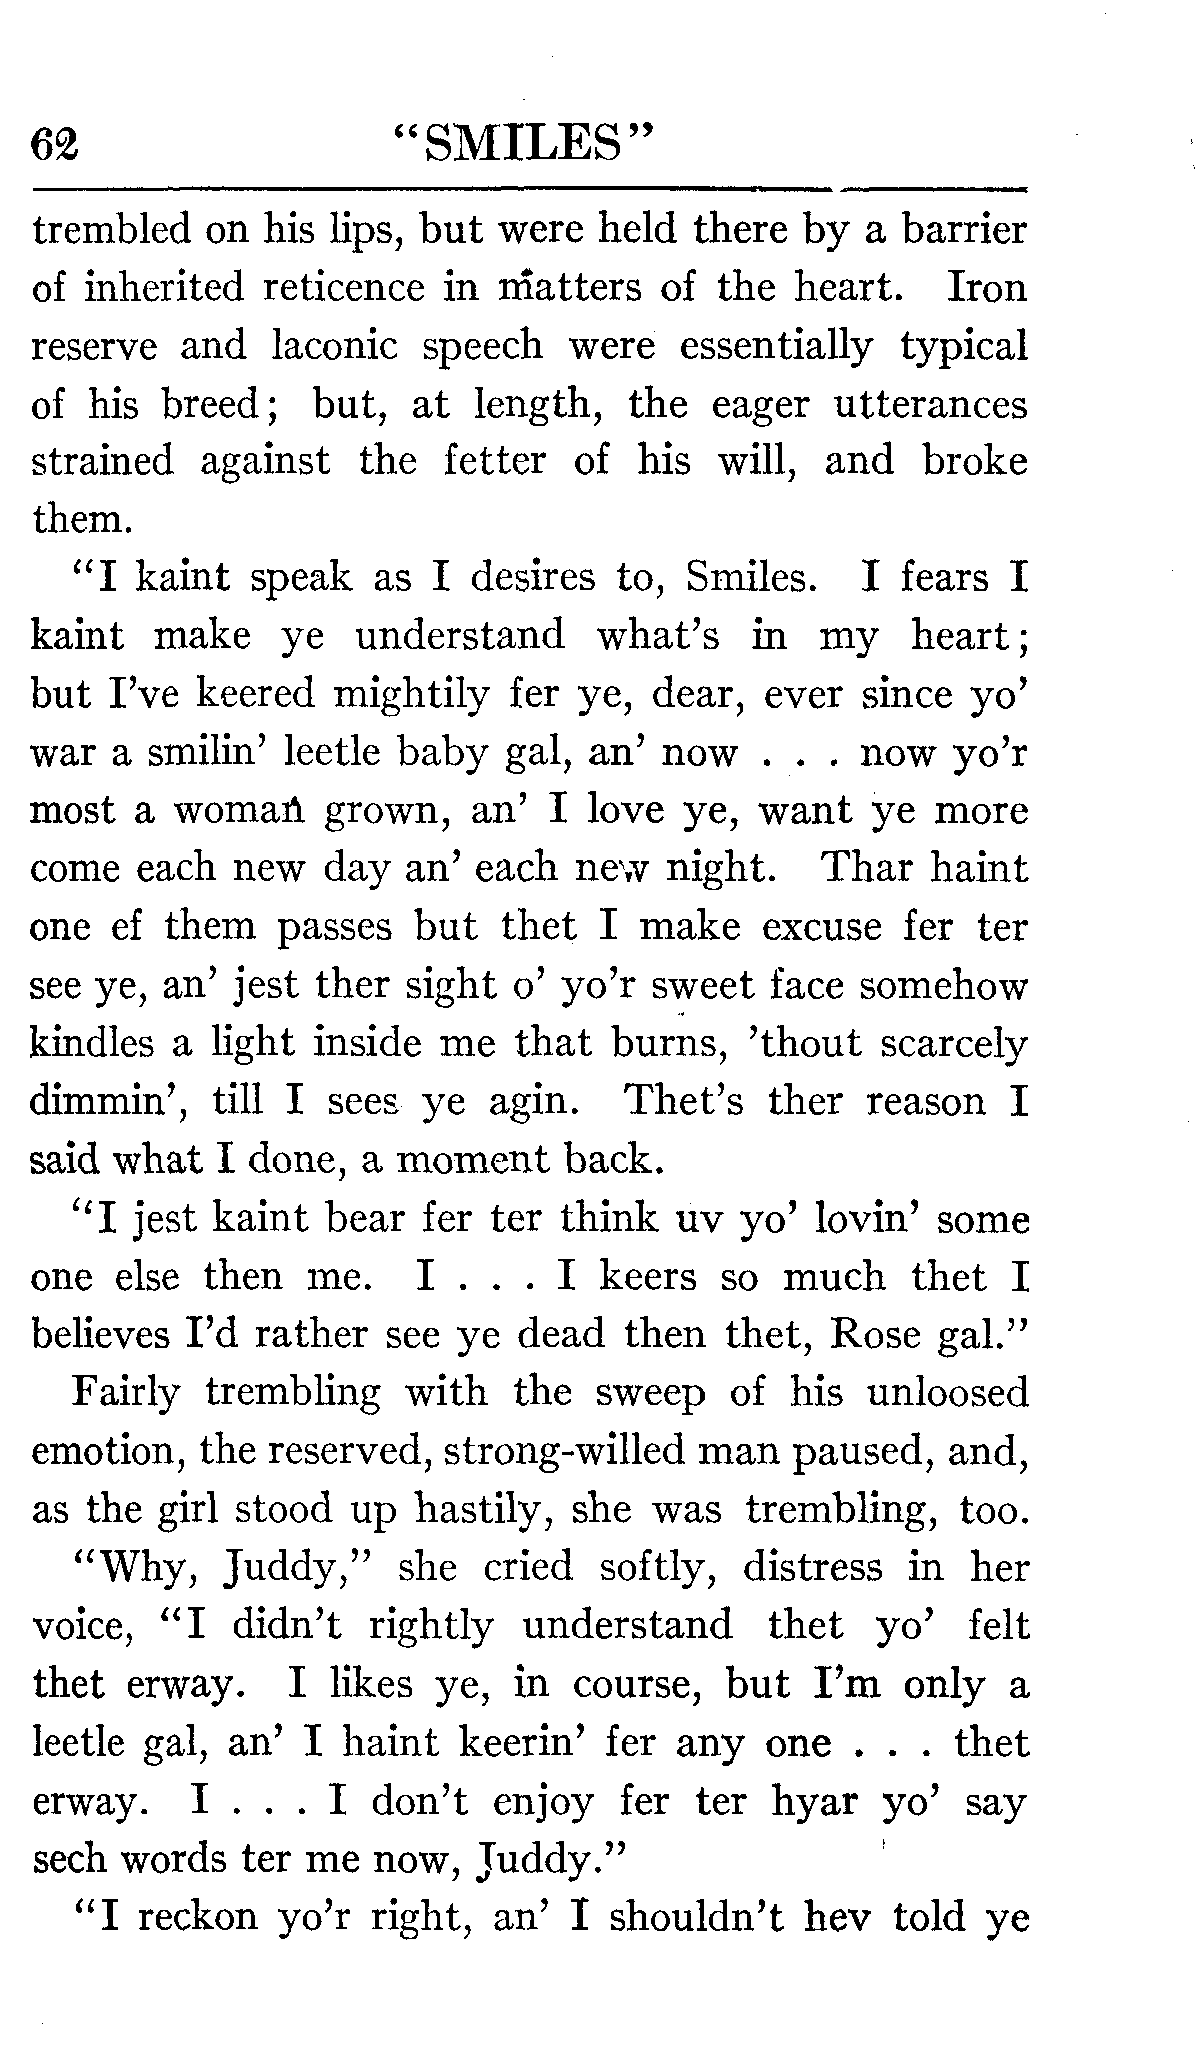 62 "SMILES"
trembled on his lips, but were held there by a barrier
of inherited reticence in matters of the heart. Iron
reserve and laconic speech were essentially typical
of his breed; but, at length, the eager utterances
strained against the fetter of his will, and broke
them.
"I kaint speak as I desires to, Smiles. I fears I
kaint make ye understand what's in my heart;
but I've keered mightily fer ye, dear, ever since yo'
war a smilin' leetle baby gal, an' now . . . now yo'r
most a woman grown, an' I love ye, want ye more
come each new day an' each new night. Thar haint
one ef them passes but thet I make excuse fer ter
see ye, an' jest ther sight o' yo'r sweet face somehow
kindles a light inside me that burns, 'thout scarcely
dimmin', till I sees ye agin. Thet's ther reason I
said what I done, a moment back.
"I jest kaint bear fer ter think uv yo' lovin' some
one else then me. I . . . I keers so much thet I
believes I'd rather see ye dead then thet, Rose gal."
Fairly trembling with the sweep of his unloosed
emotion, the reserved, strong-willed man paused, and,
as the girl stood up hastily, she was trembling, too.
"Why, Juddy," she cried softly, distress in her
voice, "I didn't rightly understand thet yo' felt
thet erway. I likes ye, in course, but I'm only a
leetle gal, an' I haint keerin' fer any one . . . thet
erway. I . . . I don't enjoy fer ter hyar yo' say
sech words ter me now, Juddy."
"I reckon yo'r right, an' I shouldn't hev told ye